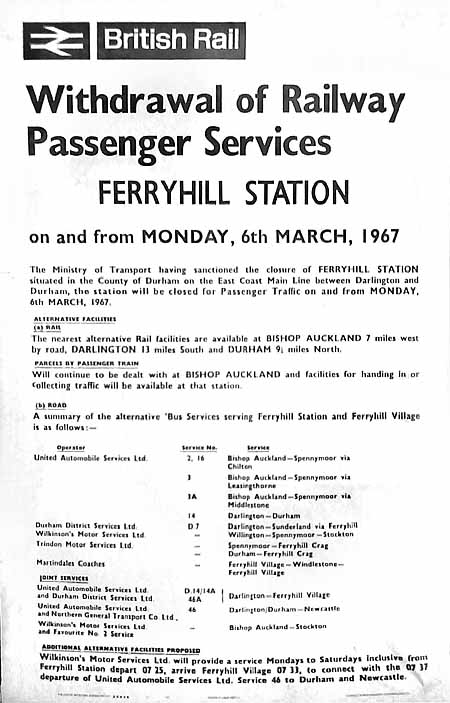 British Rail
Withdrawal of Railway
Passenger Services
FERRYHILL STATION
on and from MONDAY, 6th MARCH, 1967
The Ministry of Transport having sanctioned the closure of FERRYHILL STATION
situated in the County of Durham on the East Coast Main Line between Darlington and
Durham, the station will be closed for Passenger Traffic on and from MONDAY,
6th MARCH, 1967.
ALTERNATIVE FACILITIES
(a) RAIL
The nearest alternative Rail facilities are available at BISHOP AUCKLAND 7 miles west
by road, DARLINGTON 13 miles South and DURHAM 9½ miles North.
PARCELS BY PASSENGER TRAIN
Will continue to be dealt with at BISHOP AUCKLAND and facilities for handing in or
Collecting traffic will be available at that station.
(b) ROAD
A summary of the alternative 'Bus Services serving Ferryhill Station and Ferryhill Village
is as follows:—
Operator Service No. Service
United Automobile Services Ltd. 2, 16 Bishop Auckland—Spennymoor via
Chilton
3 Bishop Auckland—Spennymoor via
Leasingthorne
3A Bishop Auckland—Spennymoor via
Middlestone
14 Darlington—Durham
Durham District Services Ltd. D 7 Darlington—Sunderland via Ferryhill
Wilkinson's Motor Services Ltd. — Willington—Spennymoor—Stockton
Trindon Motor Services Ltd. — Spennymoor—Ferryhill Crag
— Durham—Ferryhill Crag
Martindales Coaches — Ferryhill Village—Windlestone—
Ferryhill Village
JOINT SERVICES
United Automobile Services Ltd. D.14/14A
and Durham District Services Ltd. 46A Darlington—Ferryhill Village
United Automobile Services Ltd. 46 Darlington/Durham—Newcastle
and Northern General Transport Co Ltd.,
Wilkinson's Motor Services Ltd. — Bishop Auckland—Stockton
and Favourite No. 2 Service
ADDITIONAL ALTERNATIVE FACILITIES PROPOSED
Wilkinson's Motor Services Ltd. will provide a service Mondays to Saturdays inclusive from
Ferryhill Station depart 07 25, arrive Ferryhill Village 07 33, to connect with the 07 37
departure of United Automobile Services Ltd. Service 46 to Durham and Newcastle.